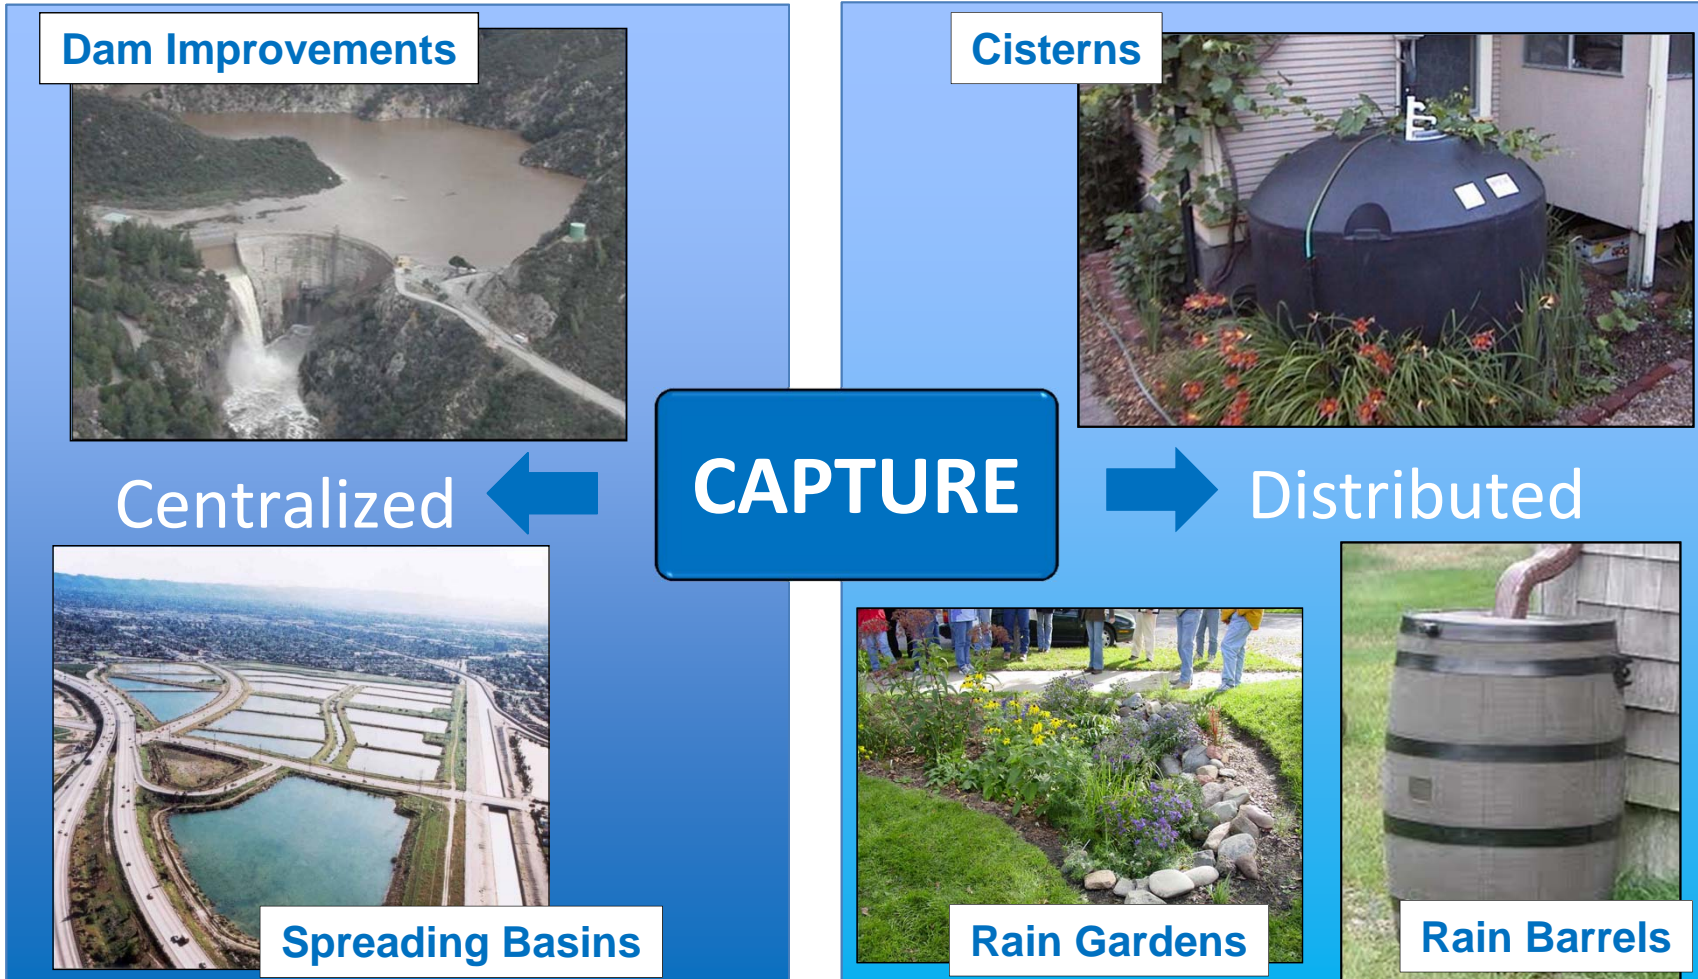 Dam Improvements
Cisterns
CAPTURE
Centralized
Distributed
Spreading Basins
Rain Gardens
Rain Barrels